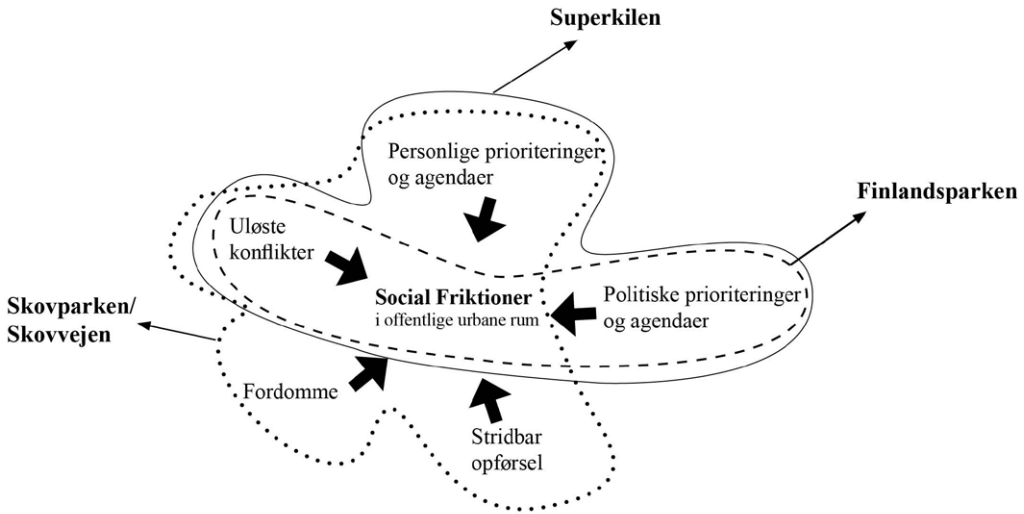 Superkilen
Personlige prioriteringer
og agendaer
Finlandsparken
Uløste
konflikter
Skovparken/
Skovvejen
Social Friktioner
i offentlige urbane rum
Politiske prioriteringer
og agendaer
Fordomme
Stridbar
opførsel